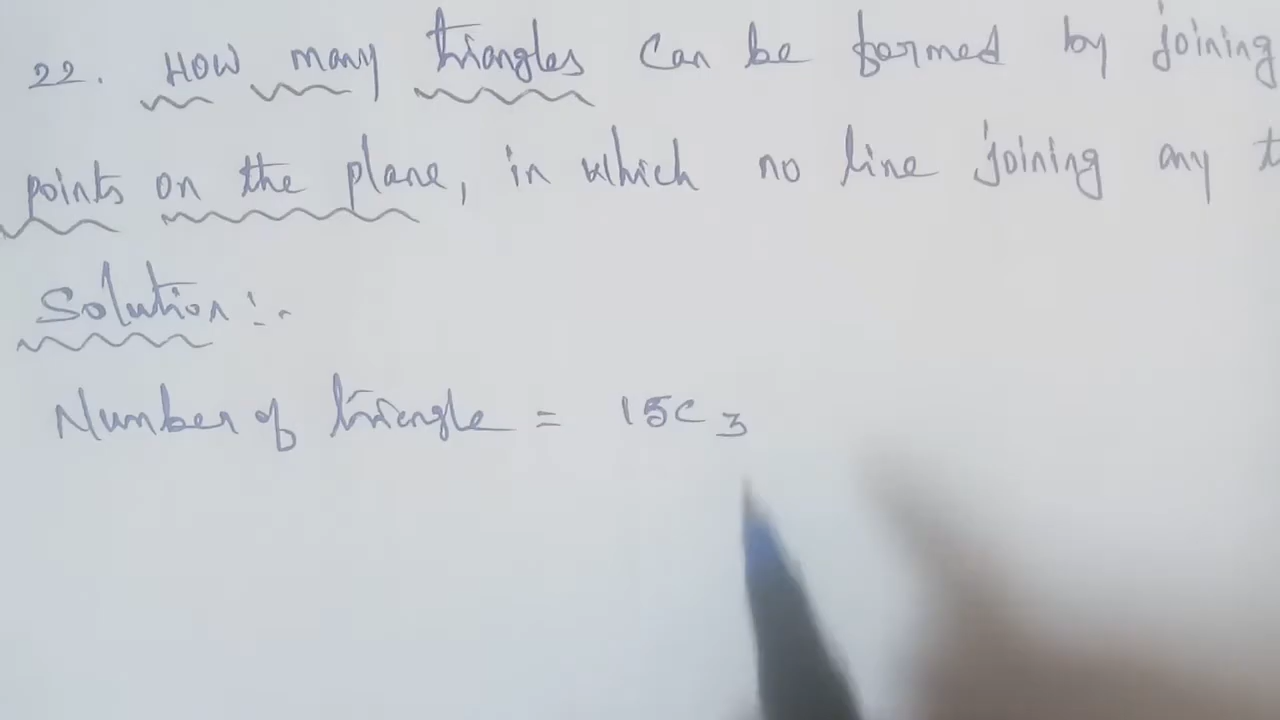 22. How many triangles can be formed by joining
points on the plane, in which no line joining any
Solution:-
Number of triangle = 15C3